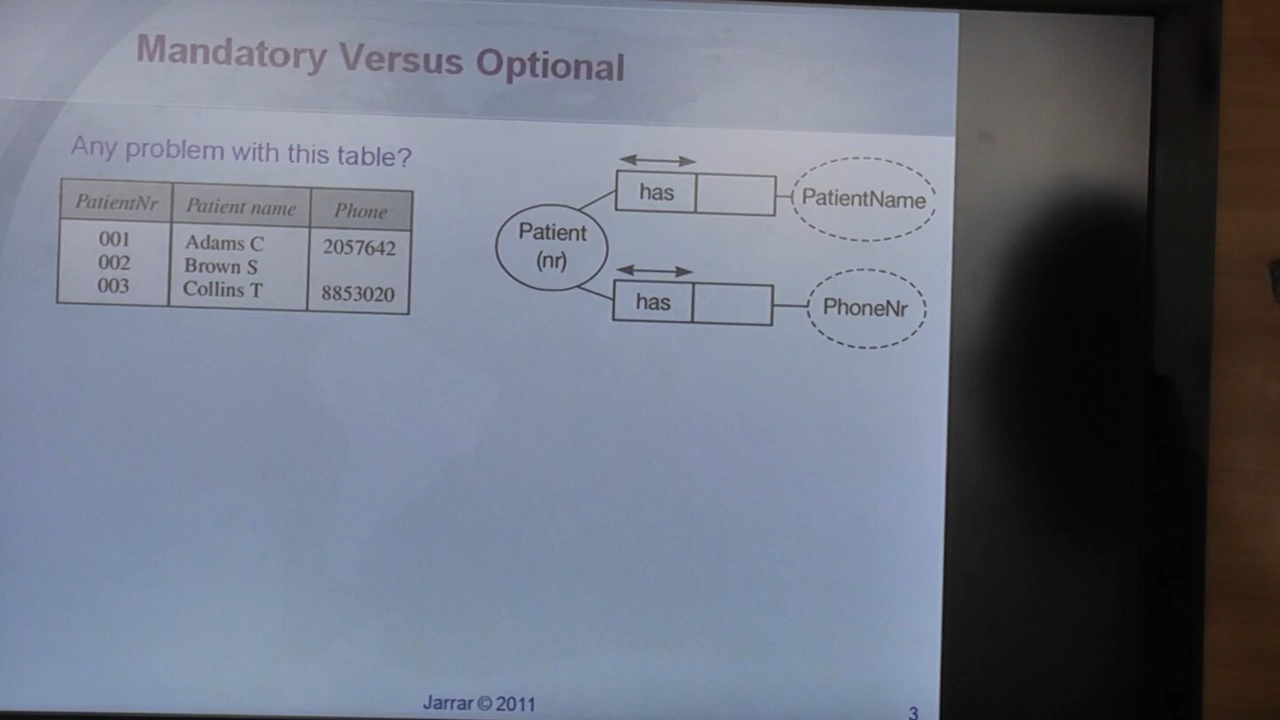 Mandatory Versus Optional
Any problem with this table?
PatientNr Patient name Phone
001 Adams C 2057642
002 Brown S
003 Collins T 8853020
has
PatientName
Patient
(nr)
has
PhoneNr
Jarrar © 2011
3